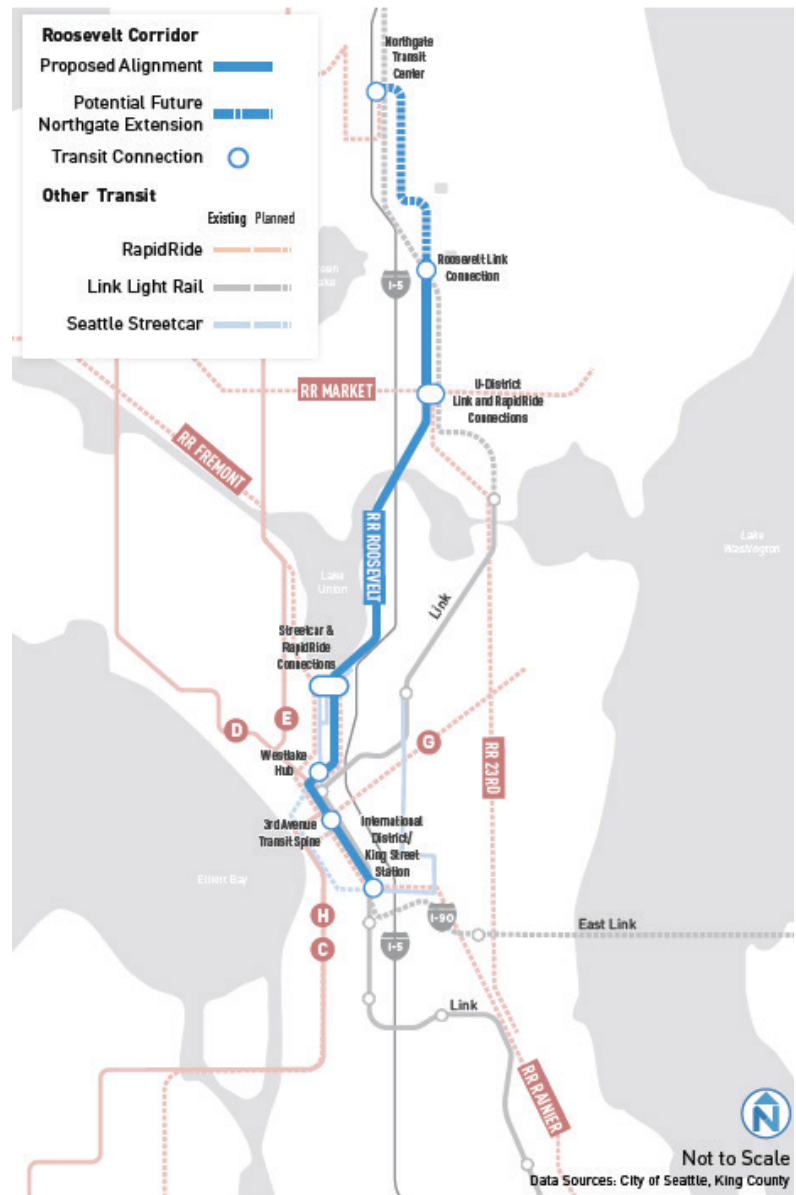 Roosevelt Corridor
Proposed Alignment
Potential Future
Northgate Extension
Transit Connection
Other Transit
Existing Planned
RapidRide
Link Light Rail
Seattle Streetcar
Northgate
Transit
Center
Roosevelt Link
Connection
I-5
RR MARKET
U-District
Link and RapidRide
Connections
RR FREMONT
RR ROOSEVELT
Lake
Washington
Lake
Union
Link
Streetcar &
RapidRide
Connections
D
E
G
RR 23RD
Westlake
Hub
3rd Avenue
Transit Spine
International
District/
King Street
Station
Elliott Bay
H
C
I-90
I-5
East Link
Link
RR RAINIER
N
Not to Scale
Data Sources: City of Seattle, King County